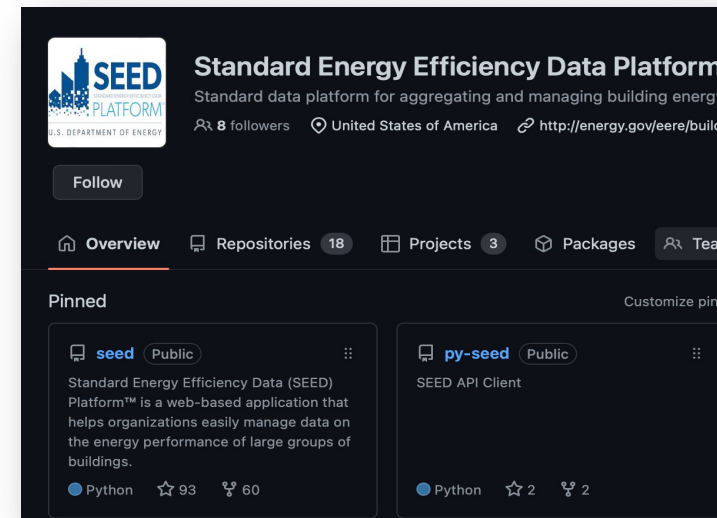 SEED
PLATFORM
U.S. DEPARTMENT OF ENERGY
Standard Energy Efficiency Data Platform
Standard data platform for aggregating and managing building energ
8 followers United States of America http://energy.gov/eere/build
Follow
Overview Repositories 18 Projects 3 Packages Tea
Pinned Customize pin
seed Public
Standard Energy Efficiency Data (SEED)
Platform™ is a web-based application that
helps organizations easily manage data on
the energy performance of large groups of
buildings.
Python 93 60
py-seed Public
SEED API Client
Python 2 2